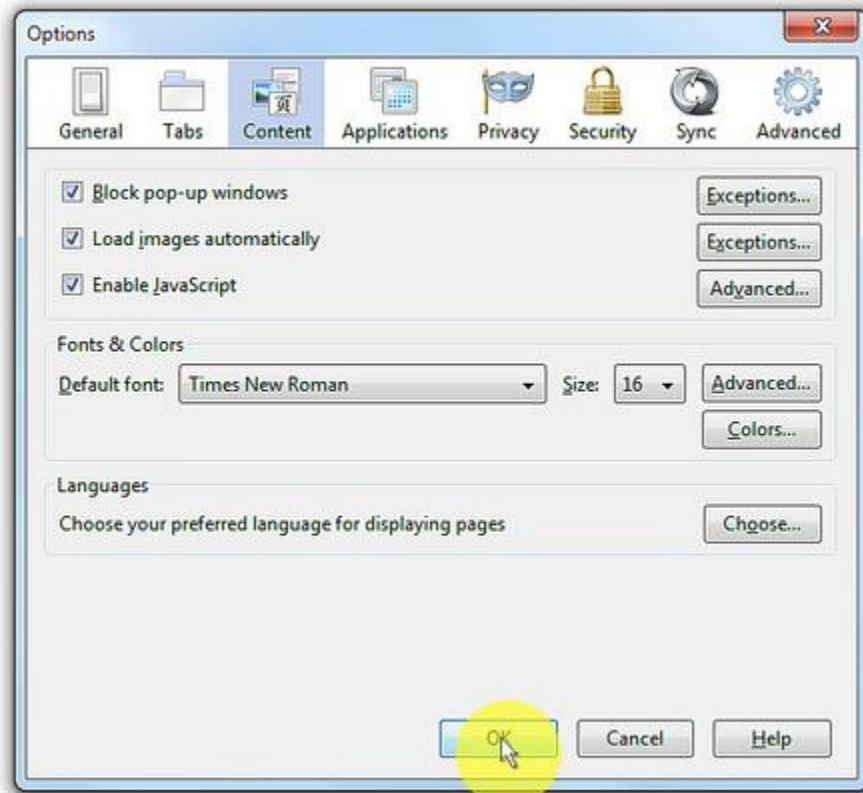 Options
General Tabs Content Applications Privacy Security Sync Advanced
Block pop-up windows Exceptions...
Load images automatically Exceptions...
Enable JavaScript Advanced...
Fonts & Colors
Default font: Times New Roman Size: 16 Advanced...
Colors...
Languages
Choose your preferred language for displaying pages Choose...
OK Cancel Help